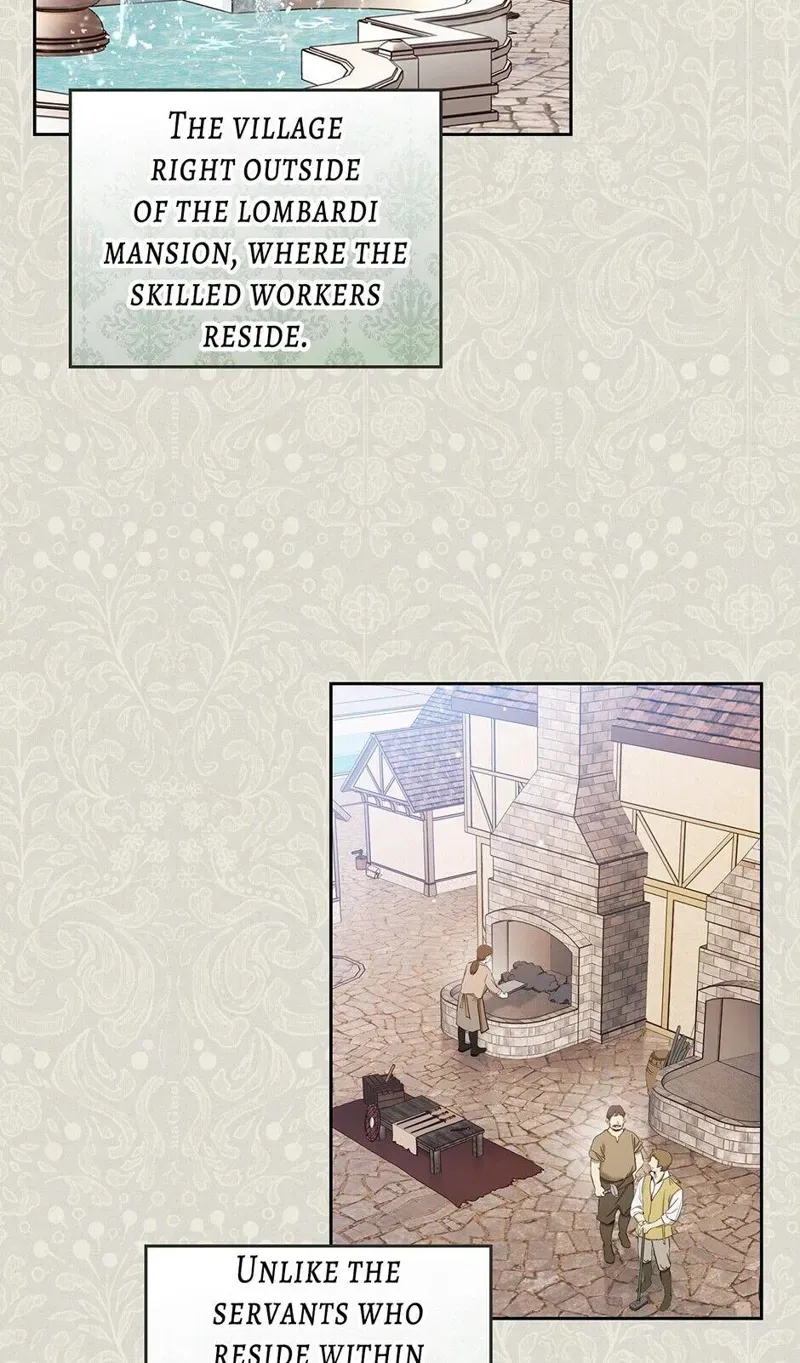 THE VILLAGE
RIGHT OUTSIDE
OF THE LOMBARDI
MANSION, WHERE THE
SKILLED WORKERS
RESIDE.
UNLIKE THE
SERVANTS WHO
RESIDE WITHIN